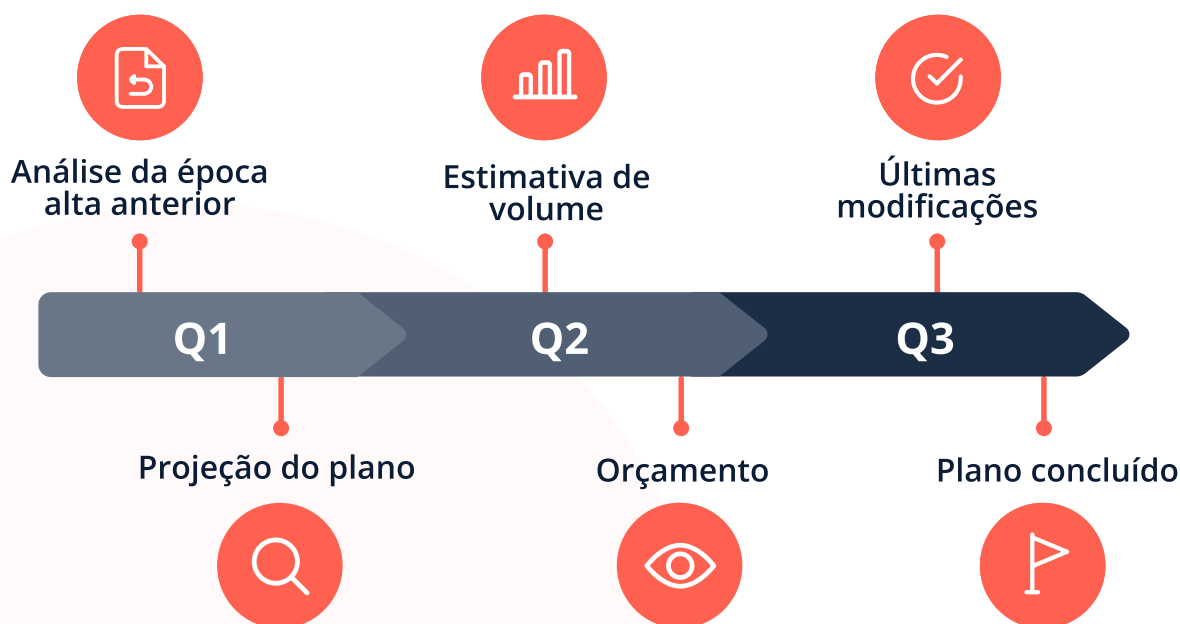 Análise da época
alta anterior
Estimativa de
volume
Últimas
modificações
Q1
Q2
Q3
Projeção do plano
Orçamento
Plano concluído